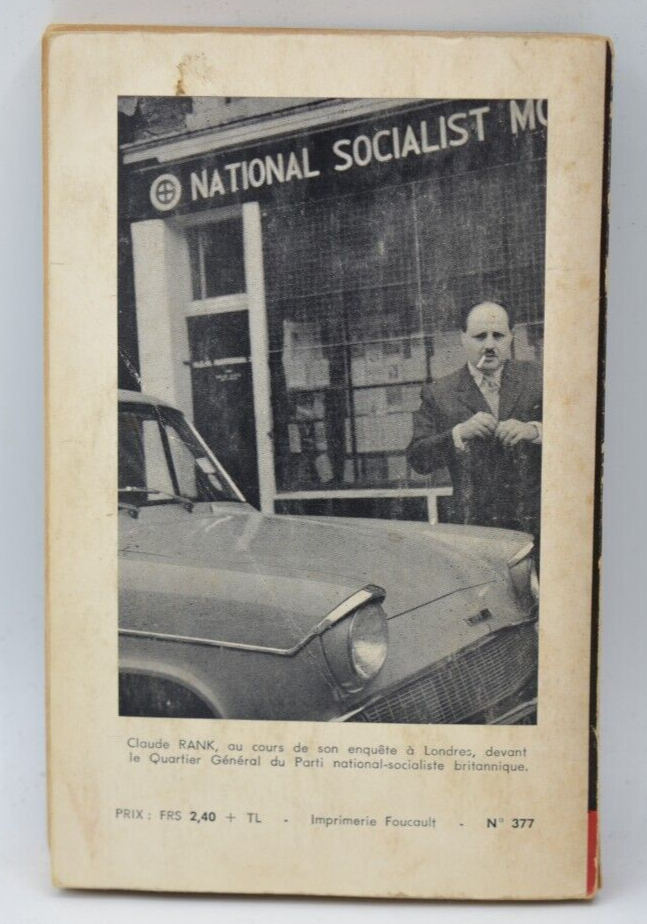 NATIONAL SOCIALIST MO
Claude RANK, au cours de son enquête à Londres, devant
le Quartier Général du Parti national-socialiste britannique.
PRIX : FRS 2,40 + TL - Imprimerie Foucault - N° 377